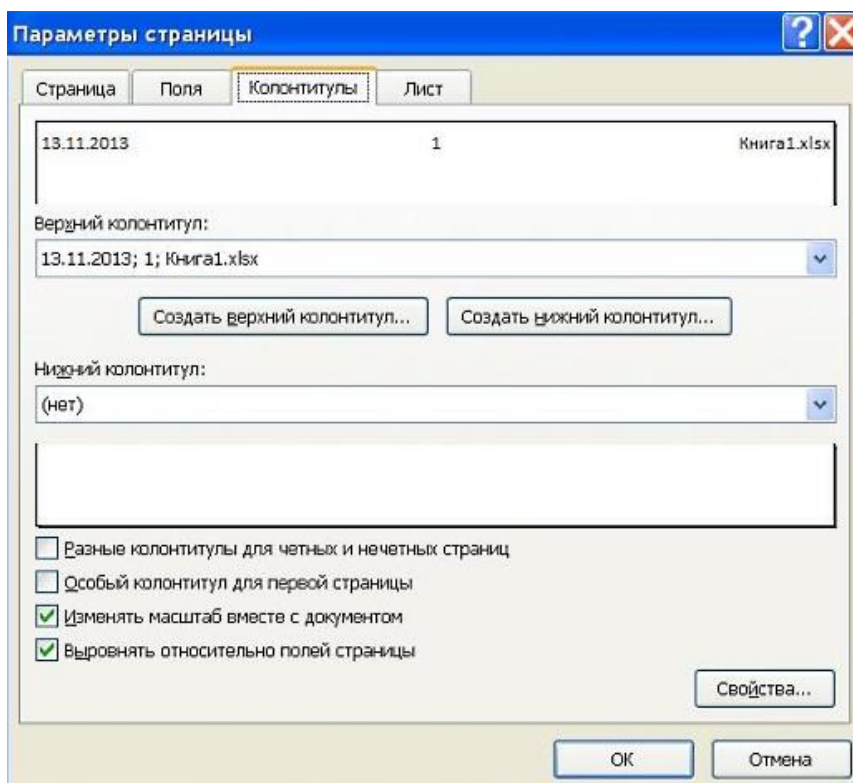 Параметры страницы
Страница Поля Колонтитулы Лист
13.11.2013 1 Книга1.xlsx
Верхний колонтитул:
13.11.2013; 1; Книга1.xlsx
Создать верхний колонтитул... Создать нижний колонтитул...
Нижний колонтитул:
(нет)
Разные колонтитулы для четных и нечетных страниц
Особый колонтитул для первой страницы
Изменять масштаб вместе с документом
Выровнять относительно полей страницы
Свойства...
ОК Отмена